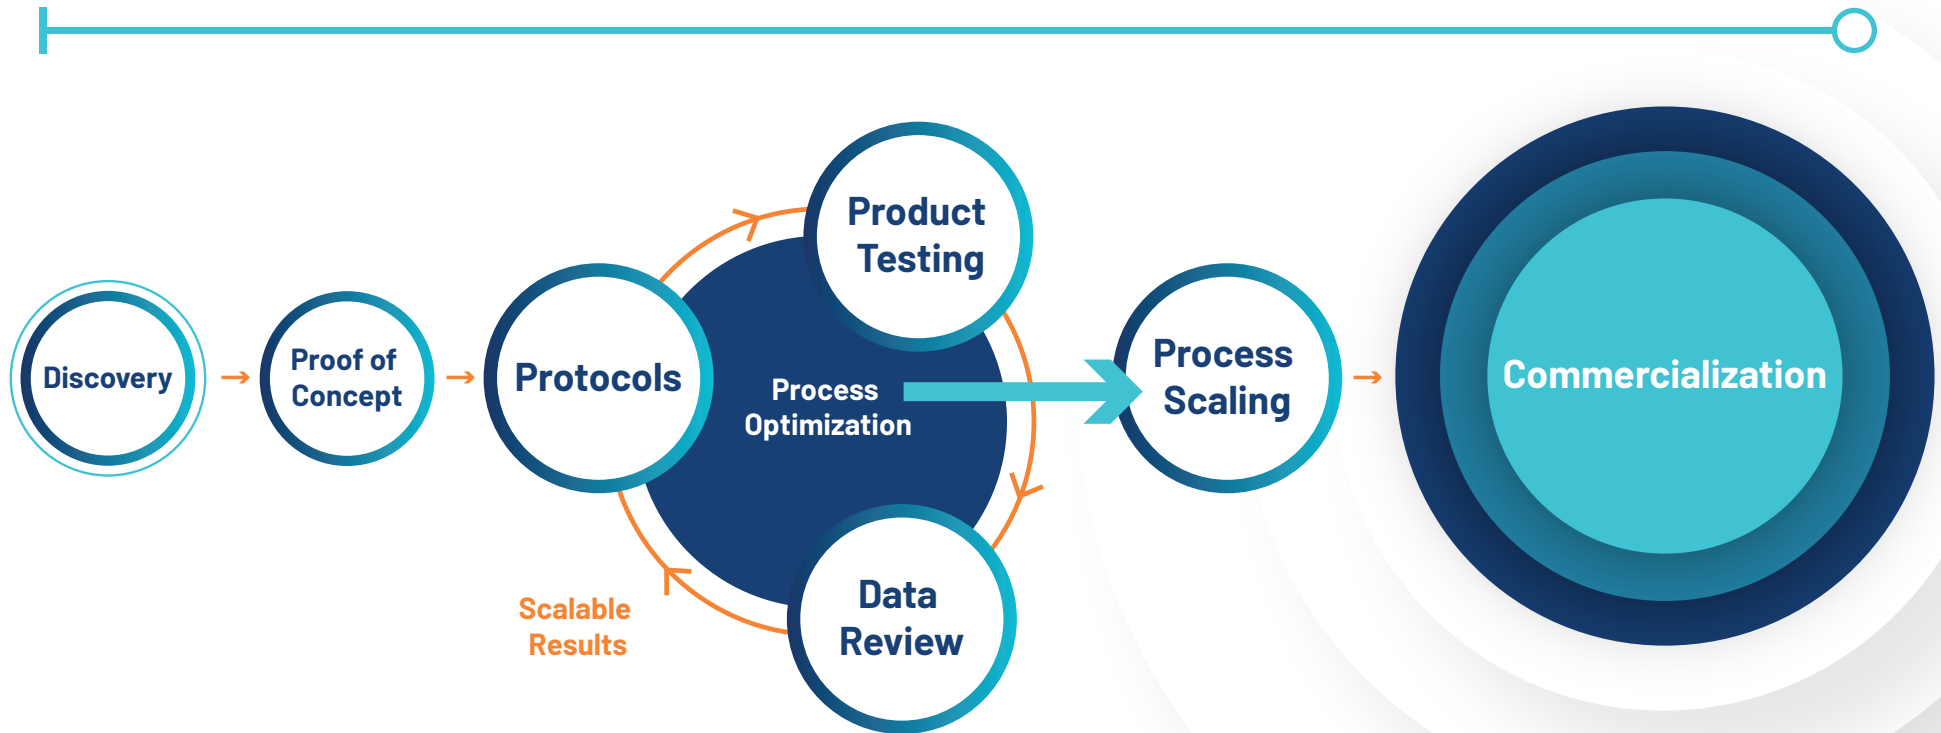 Discovery
Proof of
Concept
Protocols
Product
Testing
Process
Optimization
Data
Review
Scalable
Results
Process
Scaling
Commercialization